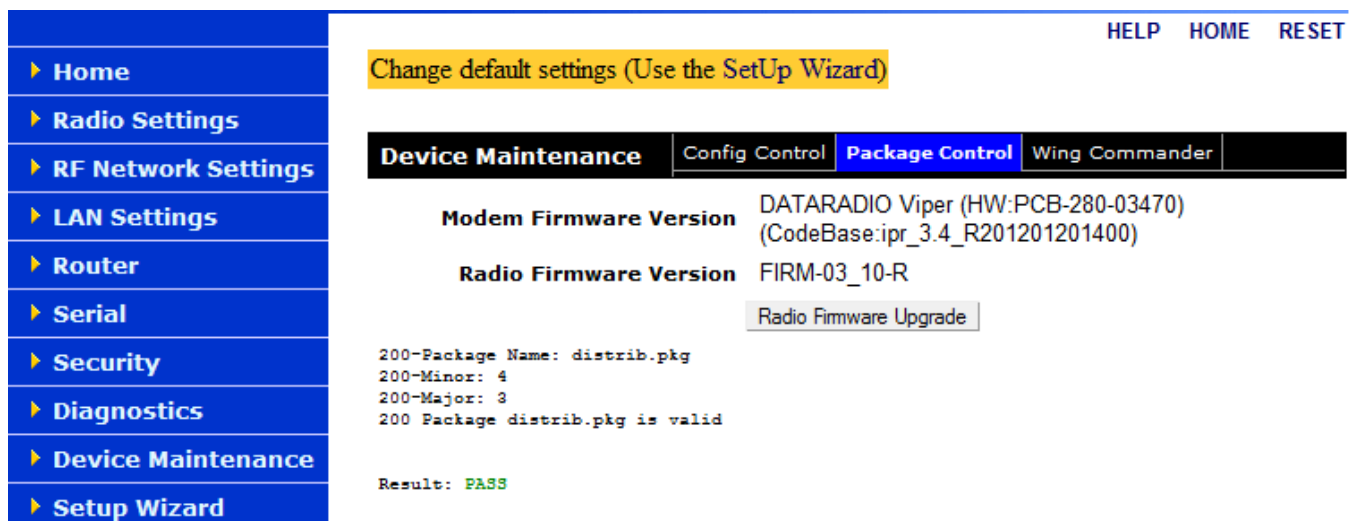 HELP HOME RESET
Home
Radio Settings
RF Network Settings
LAN Settings
Router
Serial
Security
Diagnostics
Device Maintenance
Setup Wizard
Change default settings (Use the SetUp Wizard)
Device Maintenance Config Control Package Control Wing Commander
Modem Firmware Version DATARADIO Viper (HW:PCB-280-03470)
(CodeBase:ipr_3.4_R201201201400)
Radio Firmware Version FIRM-03_10-R
Radio Firmware Upgrade
200-Package Name: distrib.pkg
200-Minor: 4
200-Major: 3
200 Package distrib.pkg is valid
Result: PASS